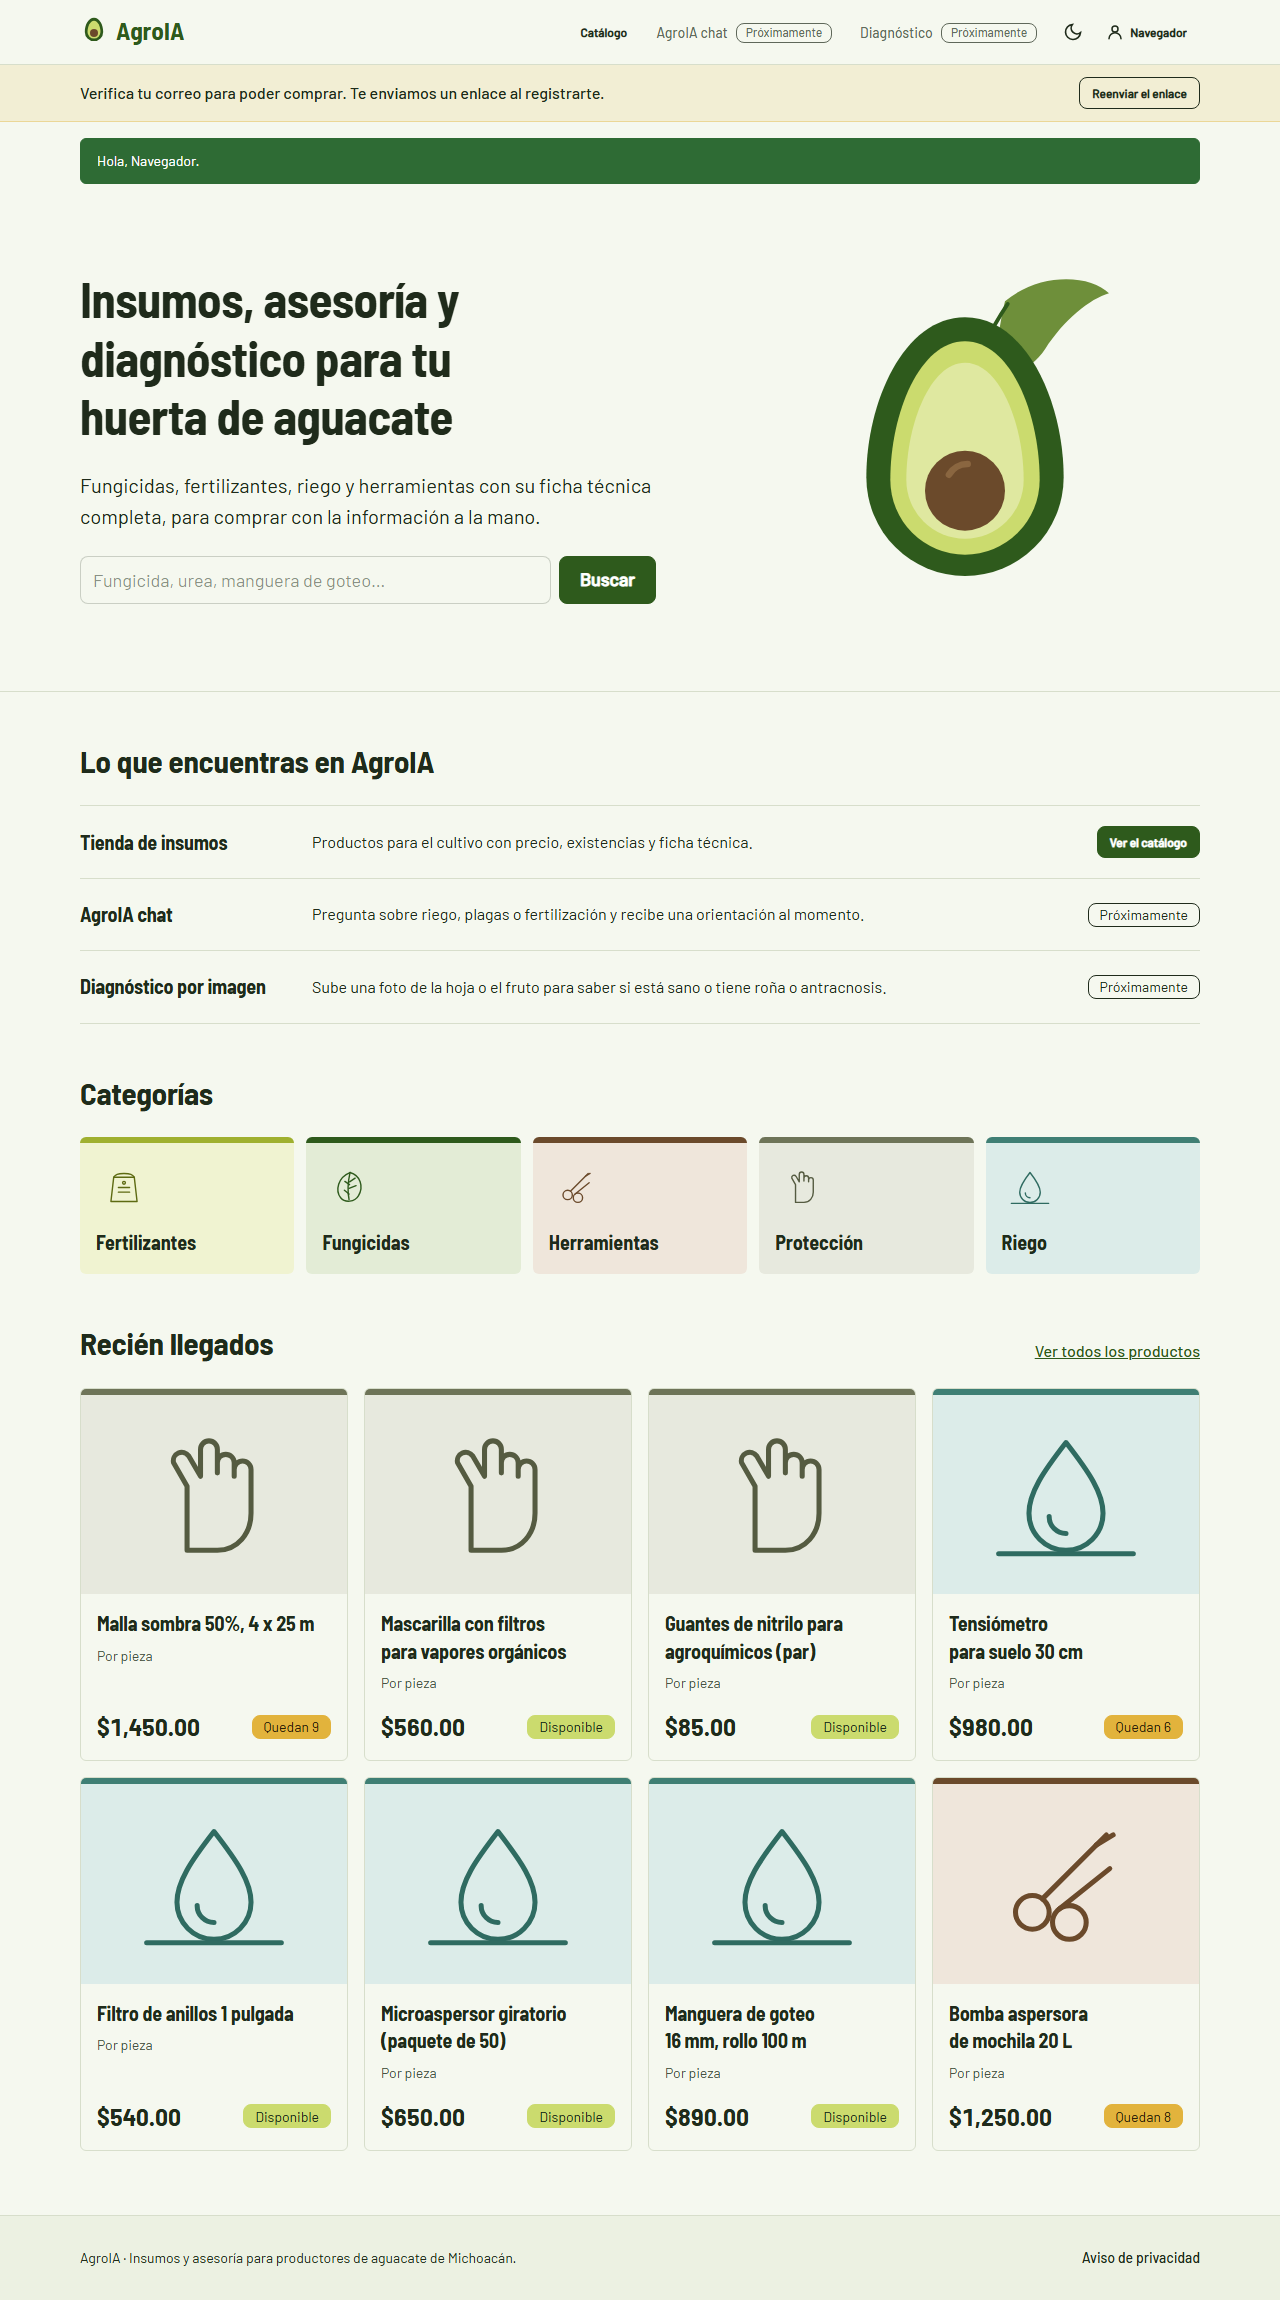 AgroIA
Catálogo
AgroIA chat
Próximamente
Diagnóstico
Próximamente
Navegador
Verifica tu correo para poder comprar. Te enviamos un enlace al registrarte.
Reenviar el enlace
Hola, Navegador.
Insumos, asesoría y
diagnóstico para tu
huerta de aguacate
Fungicidas, fertilizantes, riego y herramientas con su ficha técnica
completa, para comprar con la información a la mano.
Fungicida, urea, manguera de goteo...
Buscar
Lo que encuentras en AgroIA
Tienda de insumos
Productos para el cultivo con precio, existencias y ficha técnica.
Ver el catálogo
AgroIA chat
Pregunta sobre riego, plagas o fertilización y recibe una orientación al momento.
Próximamente
Diagnóstico por imagen
Sube una foto de la hoja o el fruto para saber si está sano o tiene roña o antracnosis.
Próximamente
Categorías
Fertilizantes
Fungicidas
Herramientas
Protección
Riego
Recién llegados
Ver todos los productos
Malla sombra 50%, 4 x 25 m
Por pieza
$1,450.00
Quedan 9
Mascarilla con filtros
para vapores orgánicos
Por pieza
$560.00
Disponible
Guantes de nitrilo para
agroquímicos (par)
Por pieza
$85.00
Disponible
Tensiómetro
para suelo 30 cm
Por pieza
$980.00
Quedan 6
Filtro de anillos 1 pulgada
Por pieza
$540.00
Disponible
Microaspersor giratorio
(paquete de 50)
Por pieza
$650.00
Disponible
Manguera de goteo
16 mm, rollo 100 m
Por pieza
$890.00
Disponible
Bomba aspersora
de mochila 20 L
Por pieza
$1,250.00
Quedan 8
AgroIA · Insumos y asesoría para productores de aguacate de Michoacán.
Aviso de privacidad